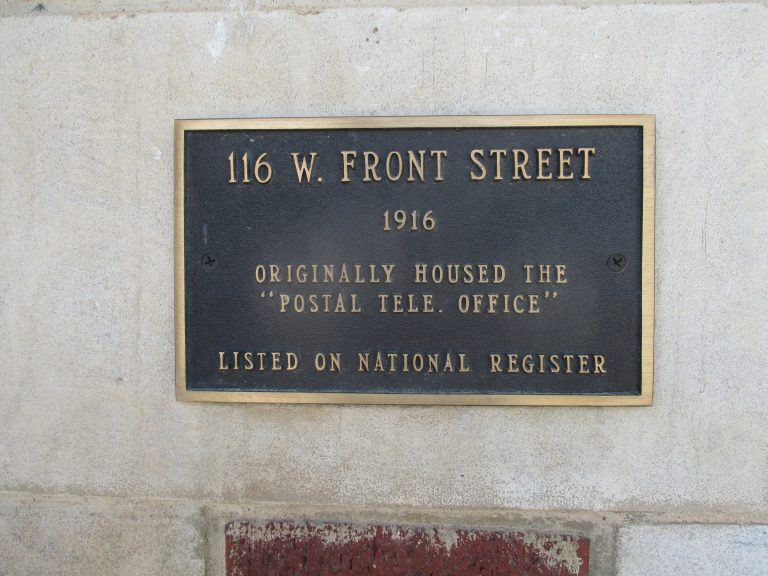 116 W. FRONT STREET
1916
ORIGINALLY HOUSED THE
"POSTAL TELE. OFFICE"
LISTED ON NATIONAL REGISTER